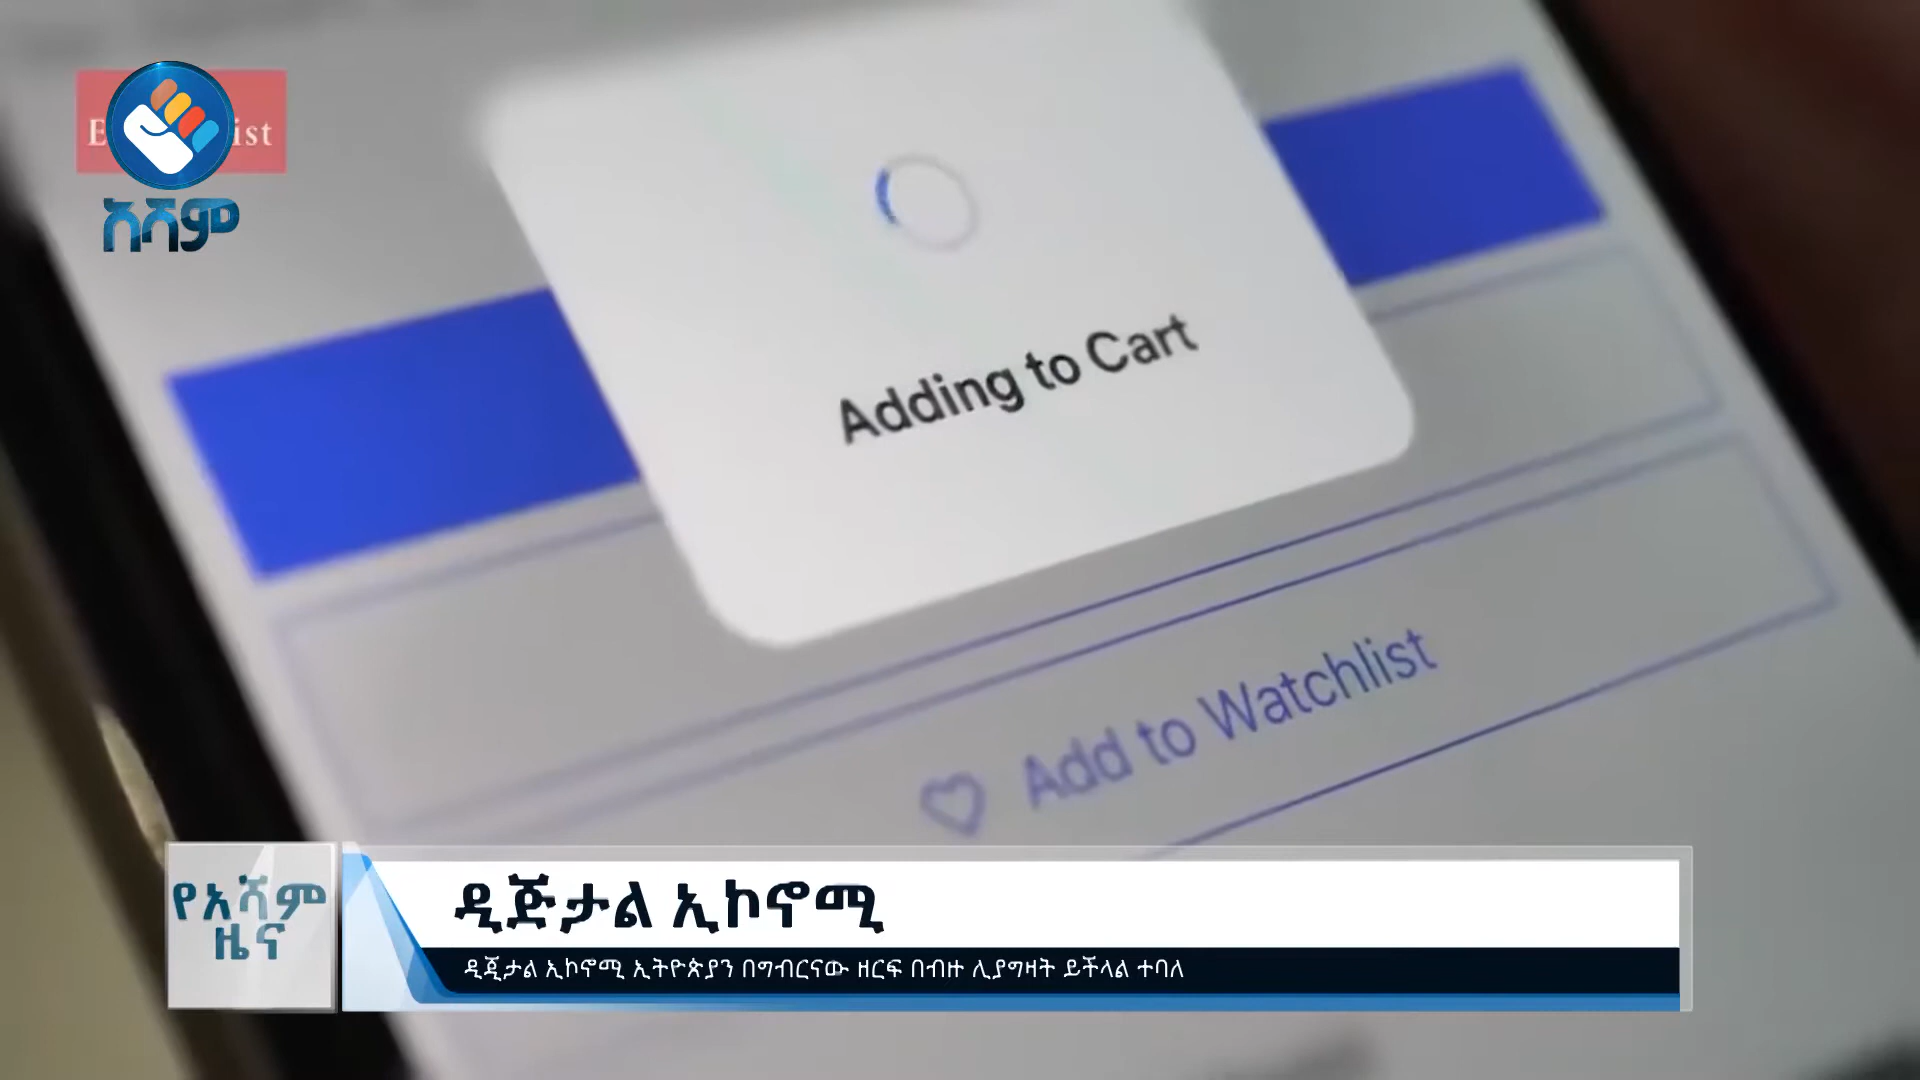 E ist
አሻም
Adding to Cart
Add to Watchlist
የአሻም
ዜና
ዲጅታል ኢኮኖሚ
ዲጂታል ኢኮኖሚ ኢትዮጵያን በግብርናው ዘርፍ በብዙ ሊያግዛት ይችላል ተባለ